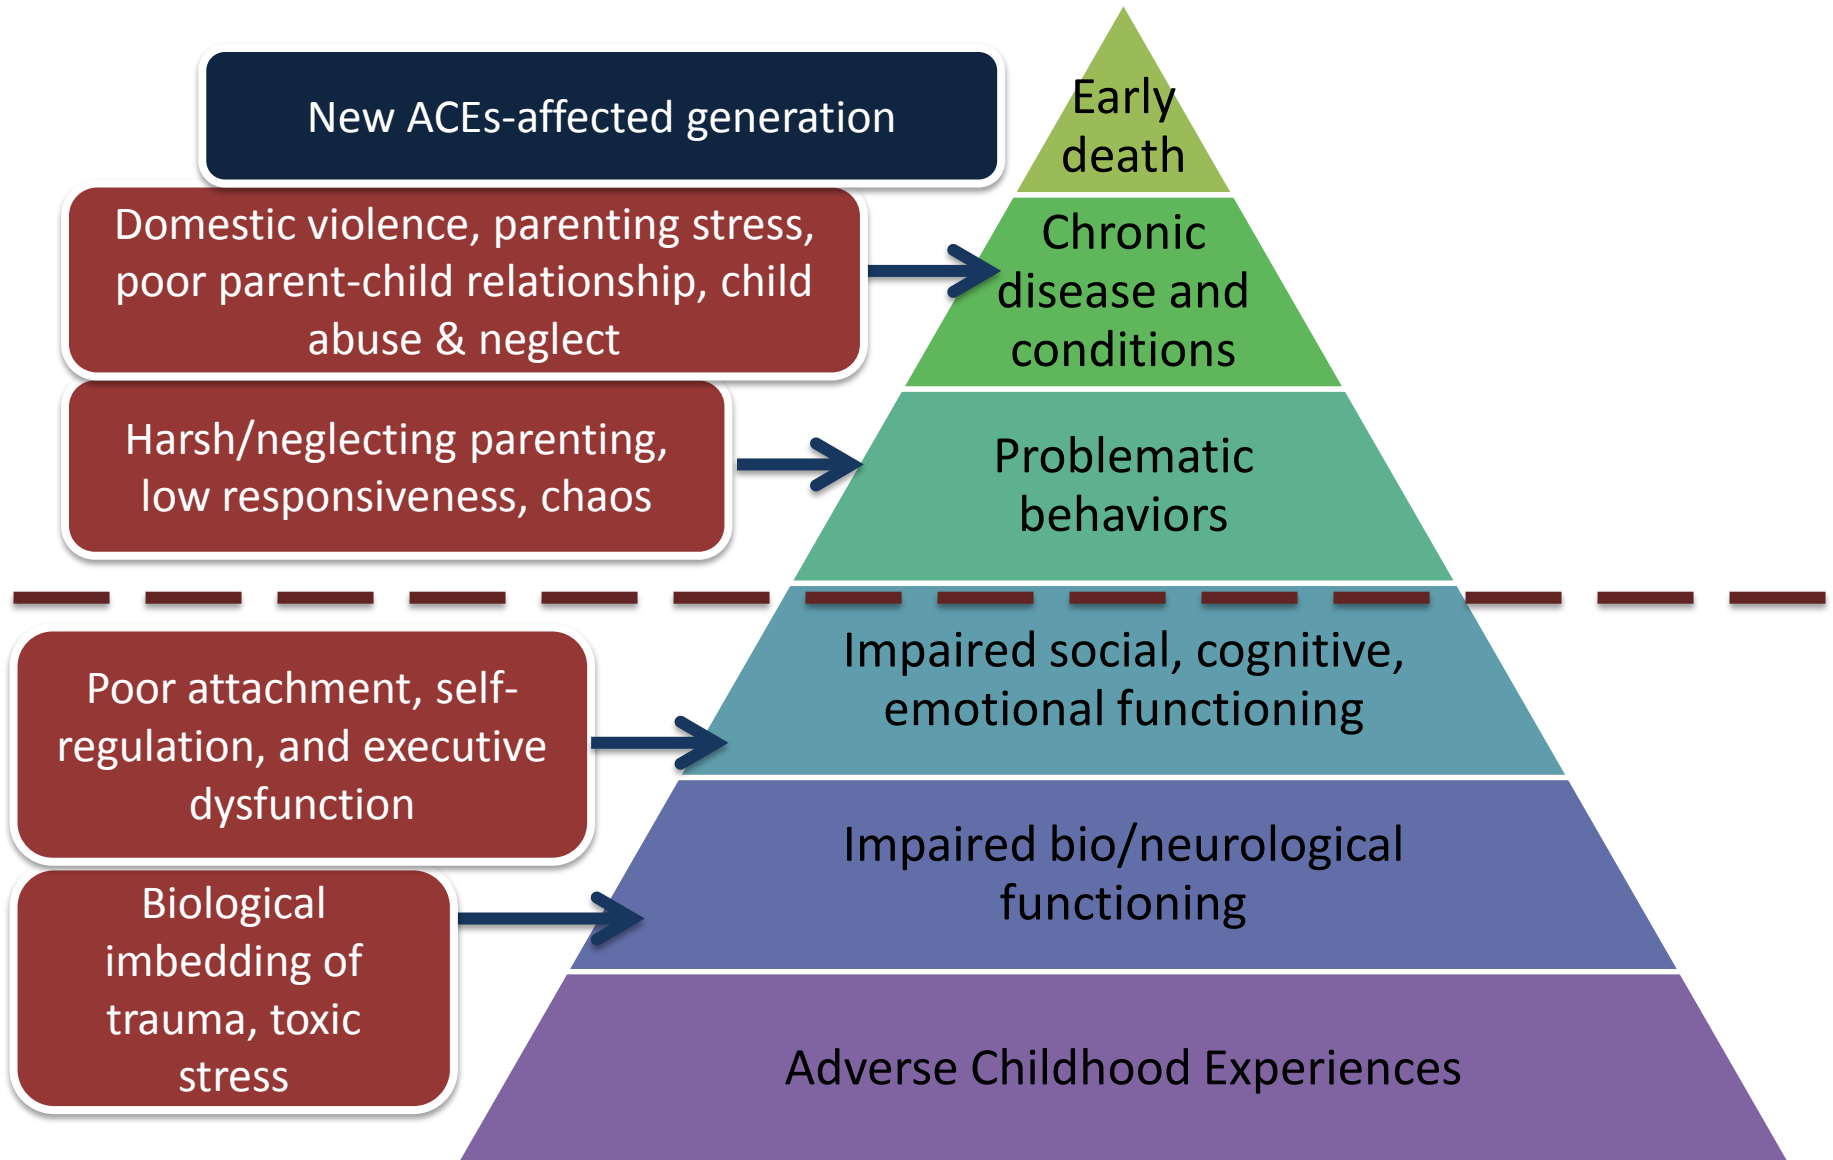 New ACEs-affected generation
Early
death
Domestic violence, parenting stress,
poor parent-child relationship, child
abuse & neglect
Chronic
disease and
conditions
Harsh/neglecting parenting,
low responsiveness, chaos
Problematic
behaviors
Poor attachment, self-
regulation, and executive
dysfunction
Impaired social, cognitive,
emotional functioning
Biological
imbedding of
trauma, toxic
stress
Impaired bio/neurological
functioning
Adverse Childhood Experiences